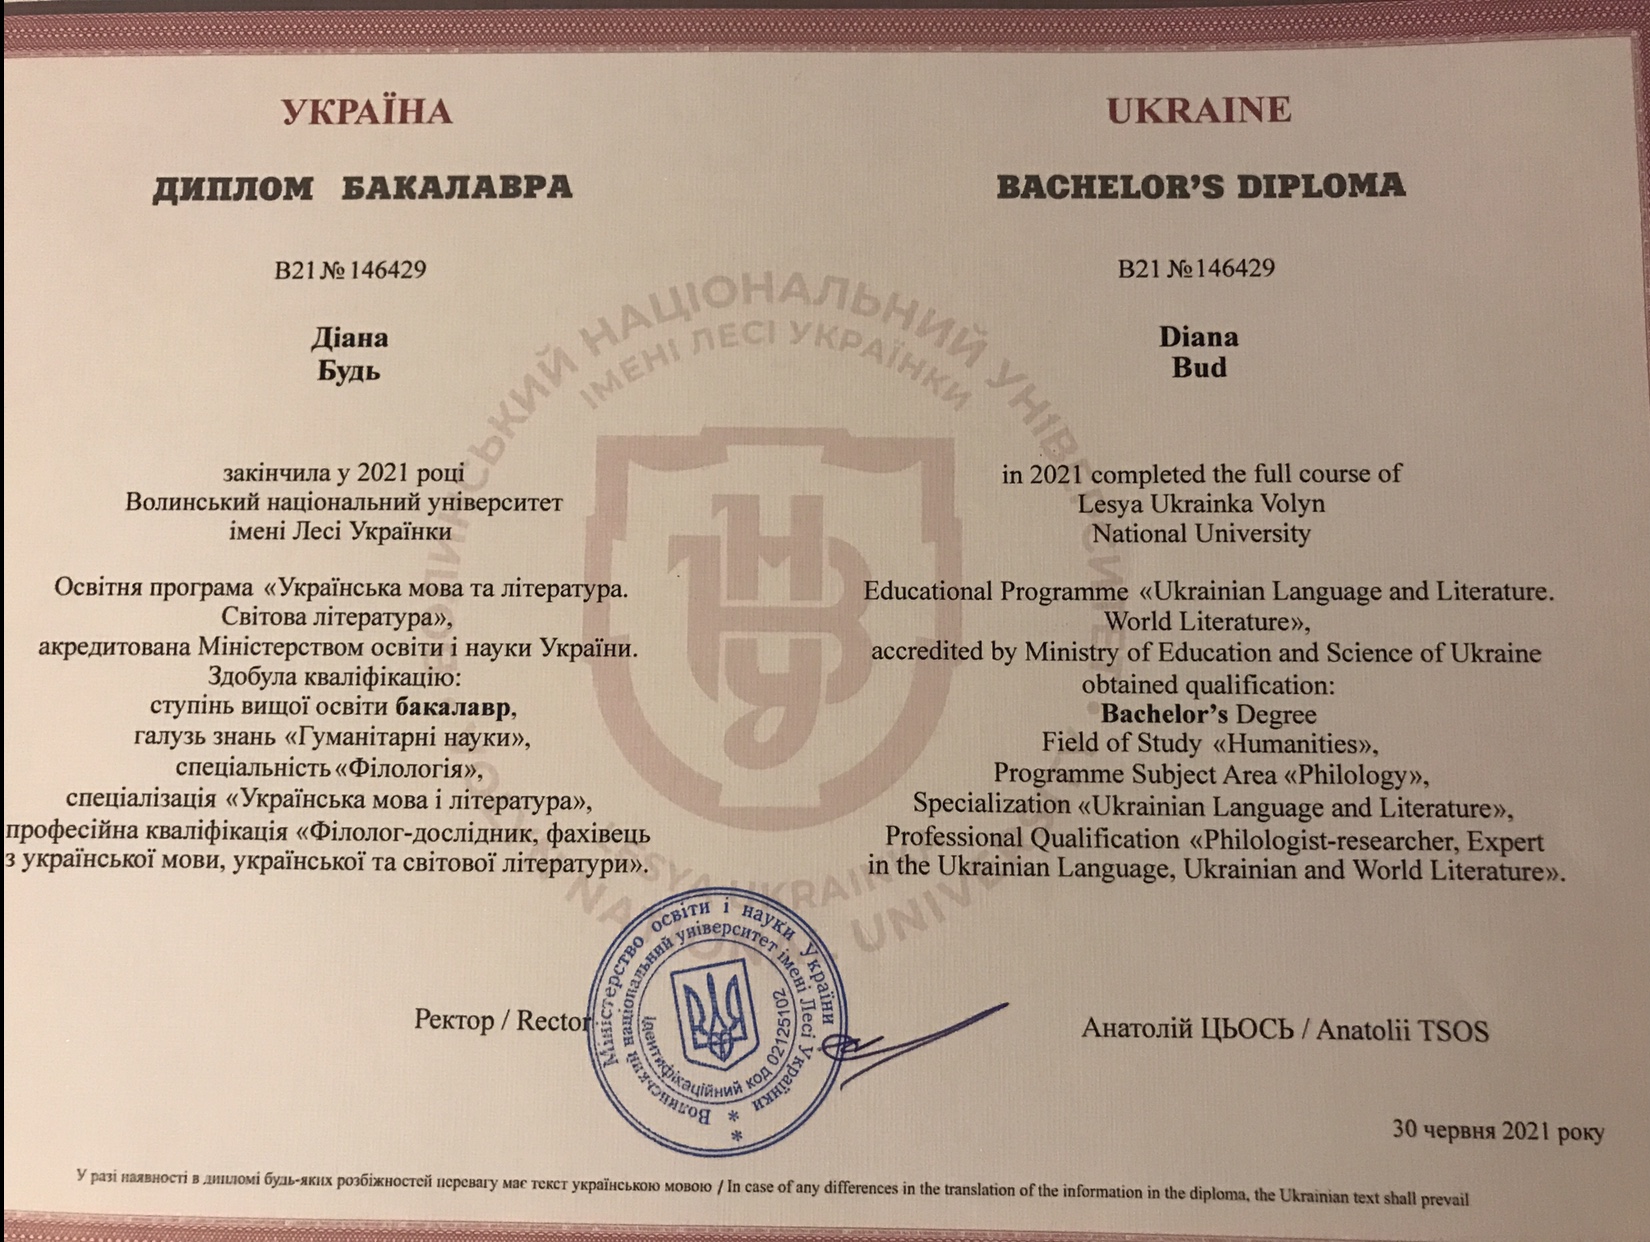 УКРАЇНА
ДИПЛОМ БАКАЛАВРА
B21 № 146429
Діана
Будь
закінчила у 2021 році
Волинський національний університет
імені Лесі Українки
Освітня програма «Українська мова та література.
Світова література»,
акредитована Міністерством освіти і науки України.
Здобула кваліфікацію:
ступінь вищої освіти бакалавр,
галузь знань «Гуманітарні науки»,
спеціальність «Філологія»,
спеціалізація «Українська мова і література»,
професійна кваліфікація «Філолог-дослідник, фахівець
з української мови, української та світової літератури».
UKRAINE
BACHELOR'S DIPLOMA
B21 № 146429
Diana
Bud
in 2021 completed the full course of
Lesya Ukrainka Volyn
National University
Educational Programme «Ukrainian Language and Literature.
World Literature»,
accredited by Ministry of Education and Science of Ukraine
obtained qualification:
Bachelor's Degree
Field of Study «Humanities»,
Programme Subject Area «Philology»,
Specialization «Ukrainian Language and Literature»,
Professional Qualification «Philologist-researcher, Expert
in the Ukrainian Language, Ukrainian and World Literature».
ВОЛИНСЬКИЙ НАЦІОНАЛЬНИЙ УНІВЕРСИТЕТ
ІМЕНІ ЛЕСІ УКРАЇНКИ
Ректор / Rector
Міністерство освіти і науки України
Волинський національний університет імені Лесі Українки
Ідентифікаційний код 02125102
Анатолій ЦЬОСЬ / Anatolii TSOS
30 червня 2021 року
У разі наявності в дипломі будь-яких розбіжностей перевагу має текст українською мовою / In case of any differences in the translation of the information in the diploma, the Ukrainian text shall prevail